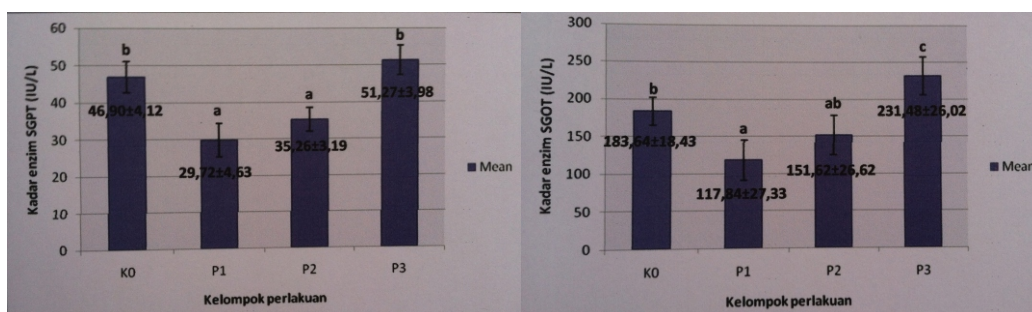 Kadar enzim SGPT (IU/L)
60
50
40
30
20
10
0
b
46,90±4,12
a
29,72±4,63
a
35,26±3,19
b
51,27±3,98
K0 P1 P2 P3
Kelompok perlakuan
Mean
Kadar enzim SGOT (IU/L)
300
250
200
150
100
50
0
b
183,64±18,43
a
117,84±27,33
ab
151,62±26,62
c
231,48±26,02
K0 P1 P2 P3
Kelompok perlakuan
Mean